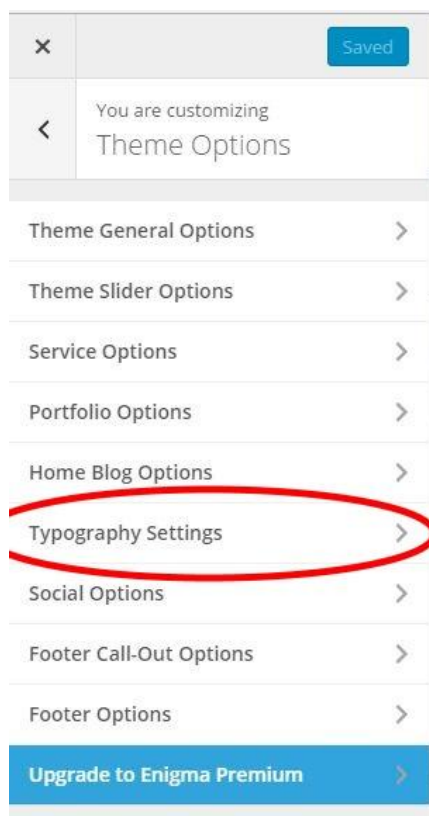 Saved
You are customizing
Theme Options
Theme General Options
Theme Slider Options
Service Options
Portfolio Options
Home Blog Options
Typography Settings
Social Options
Footer Call-Out Options
Footer Options
Upgrade to Enigma Premium